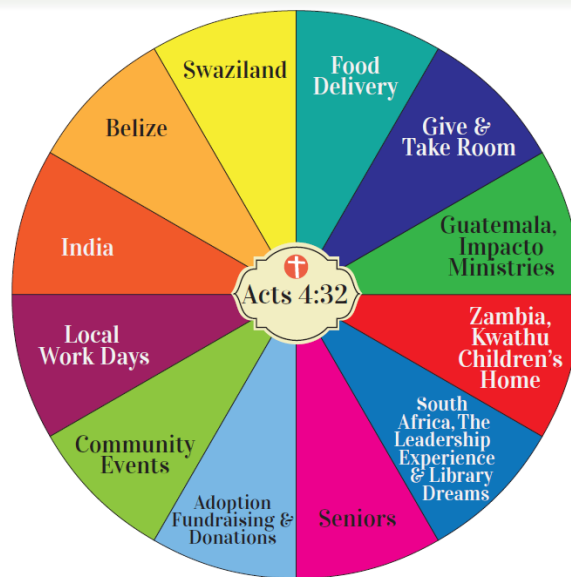 Swaziland
Food
Delivery
Give &
Take Room
Guatemala,
Impacto
Ministries
Zambia,
Kwathu
Children's
Home
South
Africa, The
Leadership
Experience
& Library
Dreams
Seniors
Adoption
Fundraising &
Donations
Community
Events
Local
Work Days
India
Belize
Acts 4:32